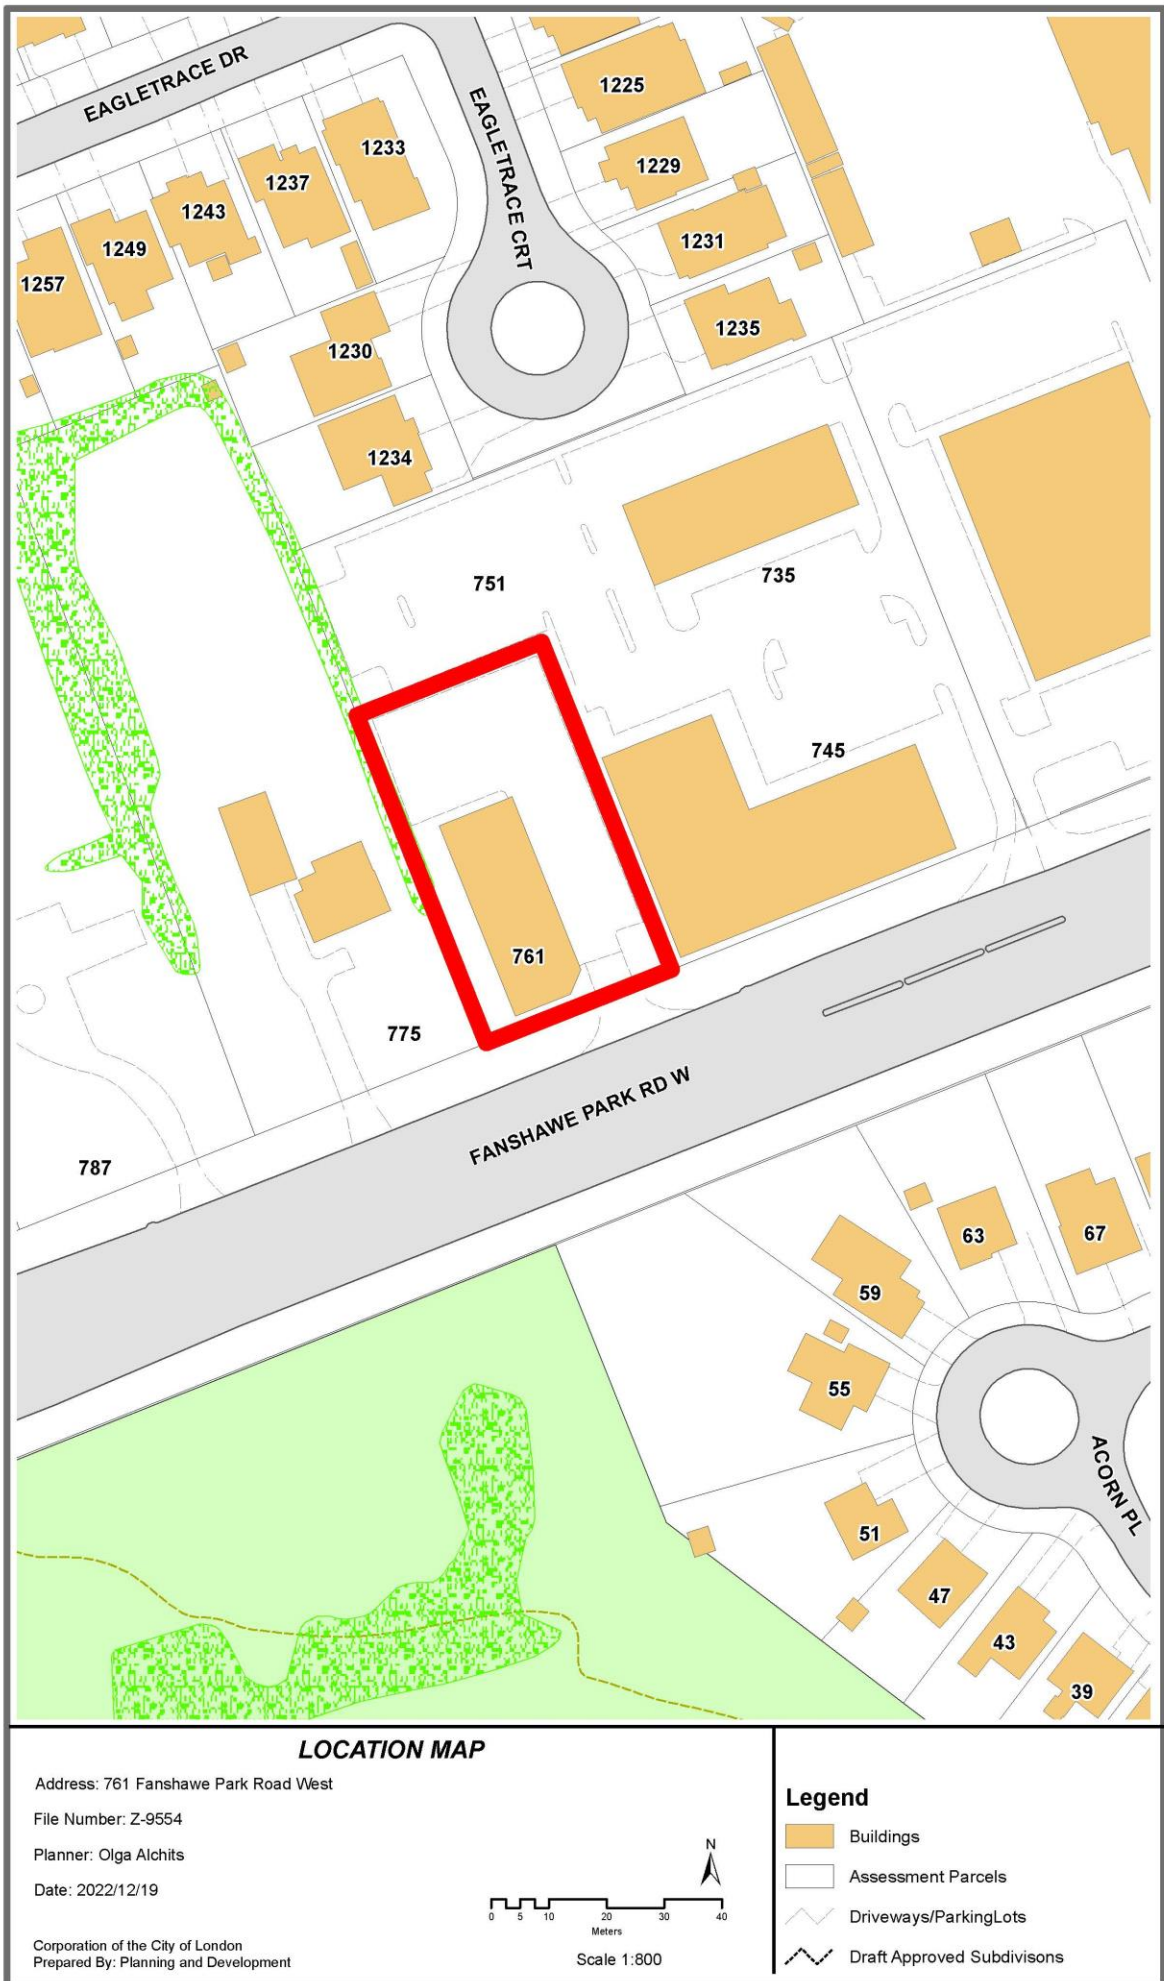 EAGLETRACE DR
EAGLETRACE CRT
1225
1233
1229
1237
1243
1231
1249
1257
1235
1230
1234
751
735
745
761
775
FANSHAWE PARK RD W
787
63
67
59
55
ACORN PL
51
47
43
39
LOCATION MAP
Address: 761 Fanshawe Park Road West
File Number: Z-9554
Planner: Olga Alchits
Date: 2022/12/19
Corporation of the City of London
Prepared By: Planning and Development
N
0 5 10 20 30 40
Meters
Scale 1:800
Legend
Buildings
Assessment Parcels
Driveways/ParkingLots
Draft Approved Subdivisons